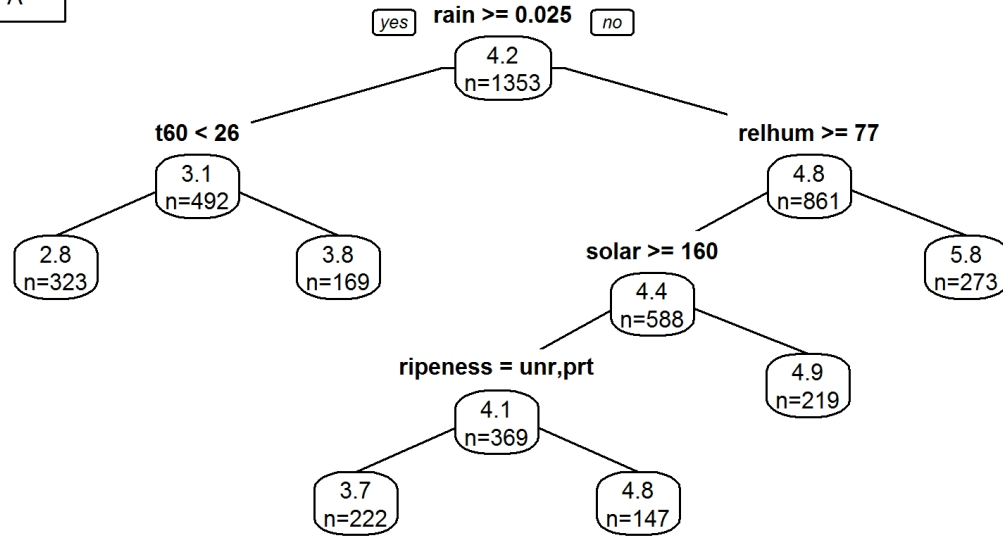 A
yes rain >= 0.025 no
4.2
n=1353
t60 < 26 relhum >= 77
3.1 4.8
n=492 n=861
2.8 3.8 solar >= 160 5.8
n=323 n=169 n=273
4.4
n=588
ripeness = unr,prt 4.9
n=219
4.1
n=369
3.7 4.8
n=222 n=147